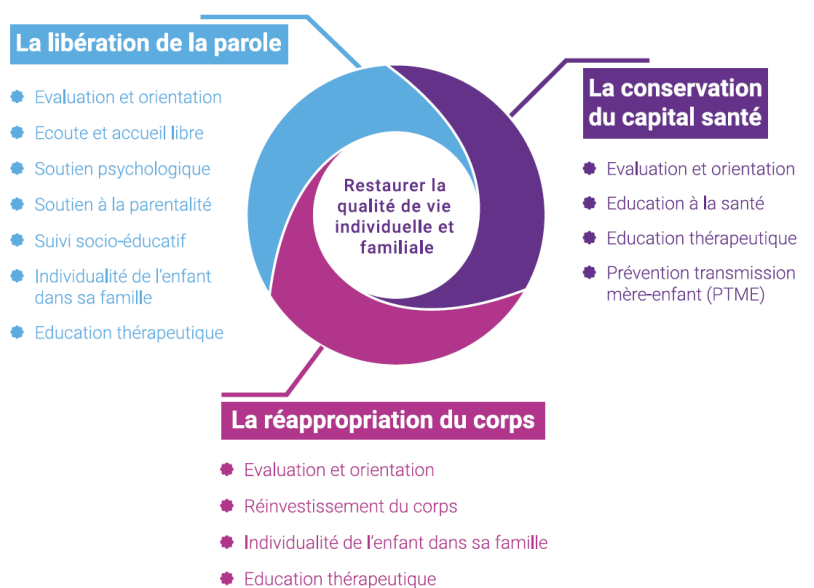 La libération de la parole
Evaluation et orientation
Ecoute et accueil libre
Soutien psychologique
Soutien à la parentalité
Suivi socio-éducatif
Individualité de l'enfant
dans sa famille
Education thérapeutique
Restaurer la
qualité de vie
individuelle et
familiale
La conservation
du capital santé
Evaluation et orientation
Education à la santé
Education thérapeutique
Prévention transmission
mère-enfant (PTME)
La réappropriation du corps
Evaluation et orientation
Réinvestissement du corps
Individualité de l'enfant dans sa famille
Education thérapeutique